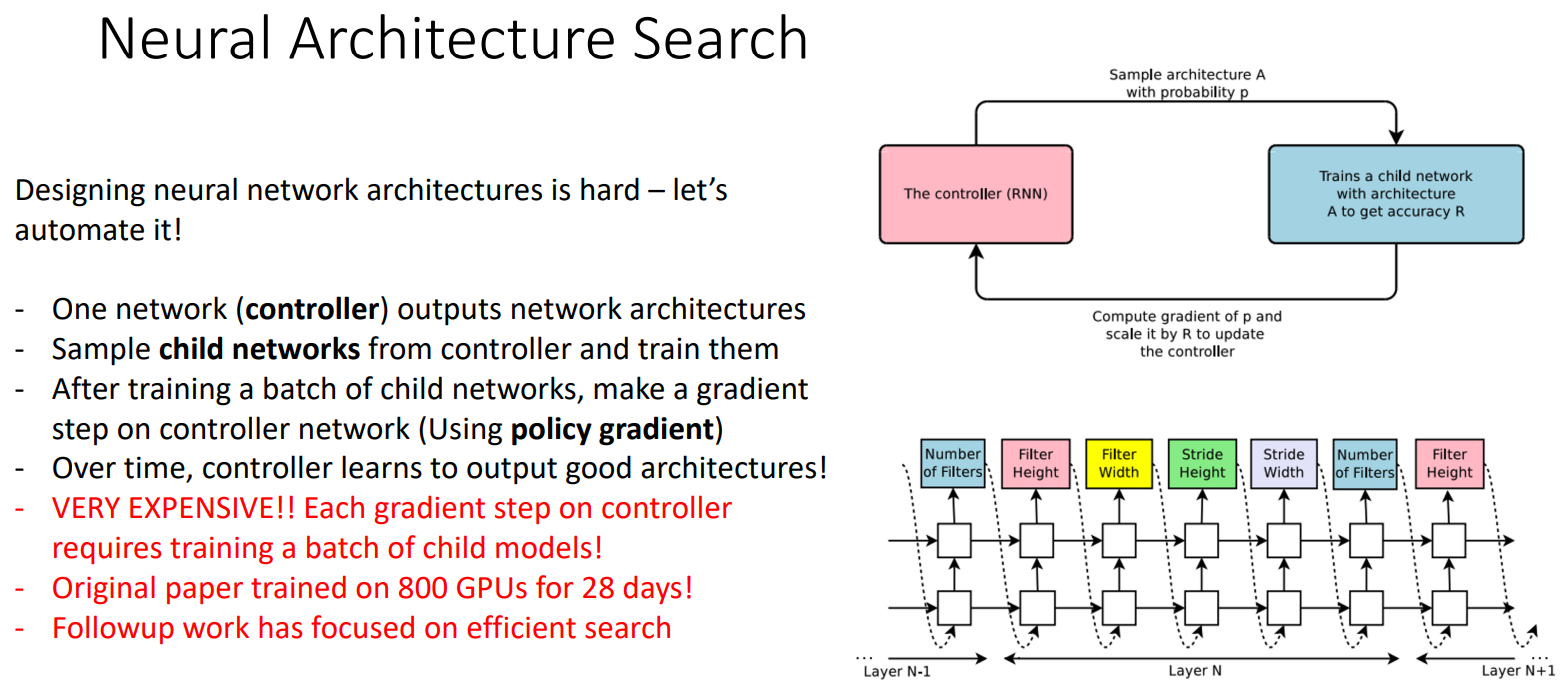 Neural Architecture Search
Designing neural network architectures is hard – let's
automate it!
- One network (controller) outputs network architectures
- Sample child networks from controller and train them
- After training a batch of child networks, make a gradient
step on controller network (Using policy gradient)
- Over time, controller learns to output good architectures!
- VERY EXPENSIVE!! Each gradient step on controller
requires training a batch of child models!
- Original paper trained on 800 GPUs for 28 days!
- Followup work has focused on efficient search
Sample architecture A
with probability p
The controller (RNN)
Trains a child network
with architecture
A to get accuracy R
Compute gradient of p and
scale it by R to update
the controller
Number
of Filters
Filter
Height
Filter
Width
Stride
Height
Stride
Width
Number
of Filters
Filter
Height
...
Layer N-1
Layer N
...
Layer N+1